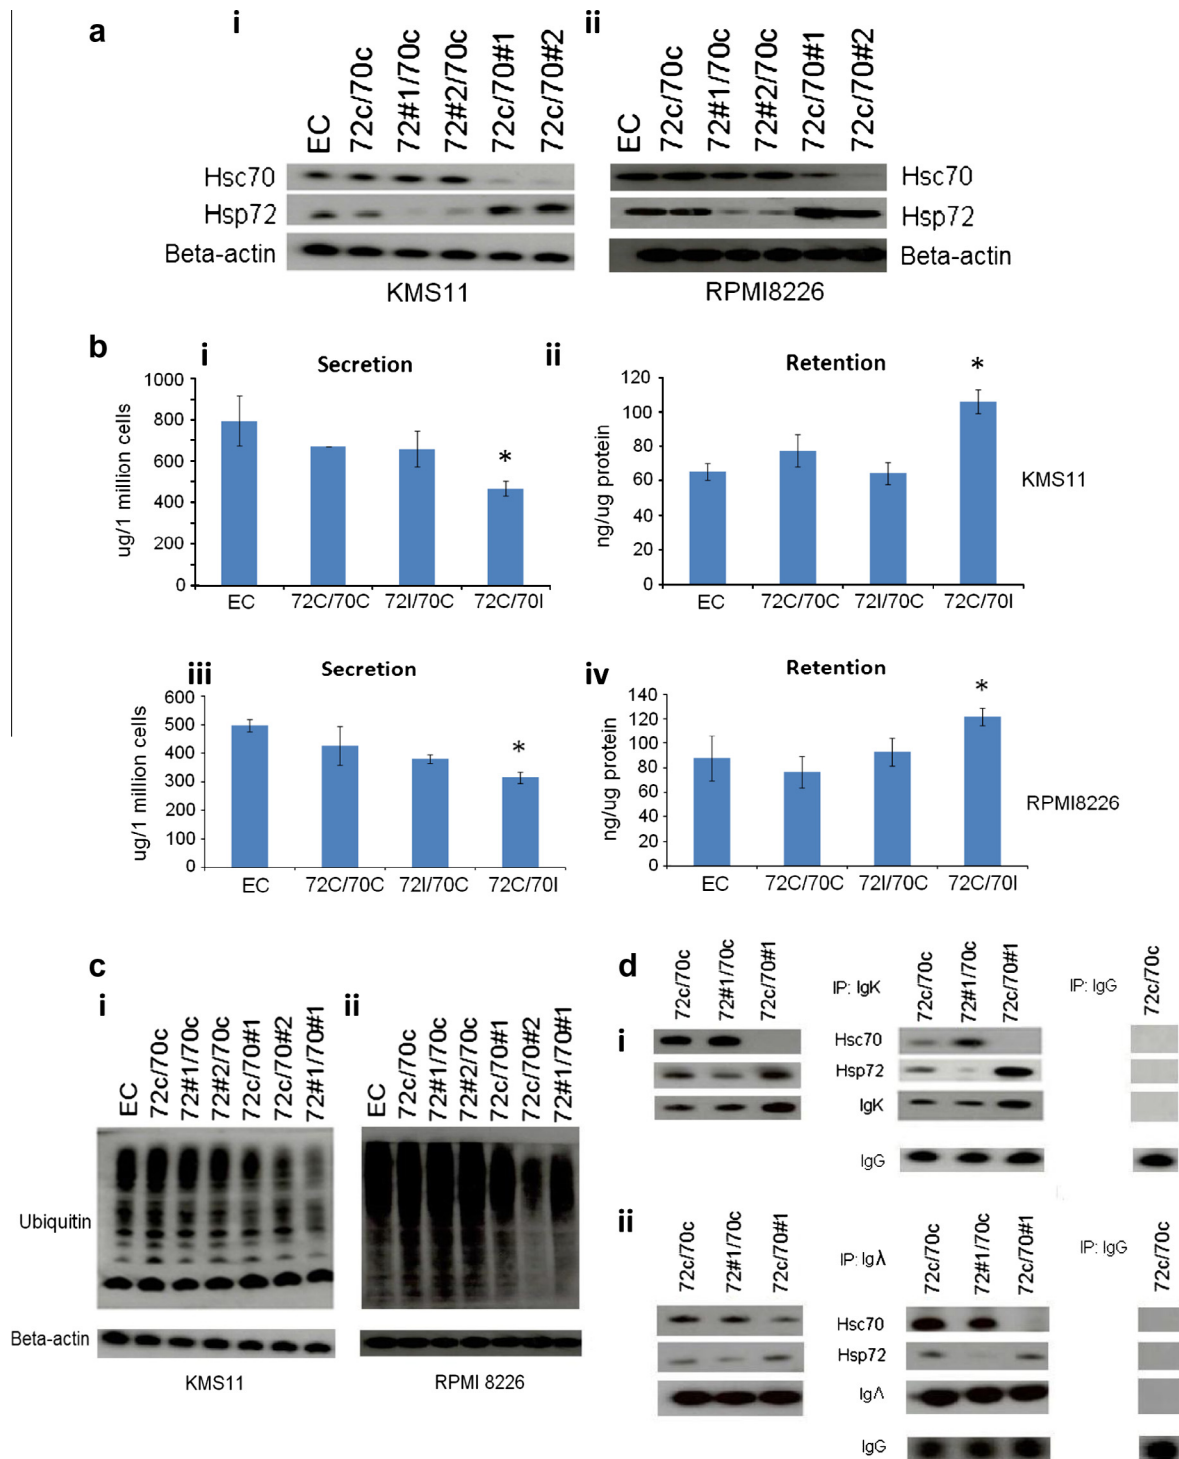 a
i
EC
72c/70c
72#1/70c
72#2/70c
72c/70#1
72c/70#2
Hsc70
Hsp72
Beta-actin
KMS11
ii
EC
72c/70c
72#1/70c
72#2/70c
72c/70#1
72c/70#2
Hsc70
Hsp72
Beta-actin
RPMI8226
b
i
Secretion
ug/1 million cells
1000
800
600
400
200
0
*
EC 72C/70C 72I/70C 72C/70I
ii
Retention
ng/ug protein
120
100
80
60
40
20
0
*
EC 72C/70C 72I/70C 72C/70I
KMS11
iii
Secretion
ug/1 million cells
600
500
400
300
200
100
0
*
EC 72C/70C 72I/70C 72C/70I
iv
Retention
ng/ug protein
140
120
100
80
60
40
20
0
*
EC 72C/70C 72I/70C 72C/70I
RPMI8226
c
i
EC
72c/70c
72#1/70c
72#2/70c
72c/70#1
72c/70#2
72#1/70#1
Ubiquitin
Beta-actin
KMS11
ii
EC
72c/70c
72#1/70c
72#2/70c
72c/70#1
72c/70#2
72#1/70#1
RPMI 8226
d
i
72c/70c
72#1/70c
72c/70#1
IP: IgK
72c/70c
72#1/70c
72c/70#1
IP: IgG
72c/70c
Hsc70
Hsp72
IgK
IgG
ii
72c/70c
72#1/70c
72c/70#1
IP: Igλ
72c/70c
72#1/70c
72c/70#1
IP: IgG
72c/70c
Hsc70
Hsp72
IgΛ
IgG